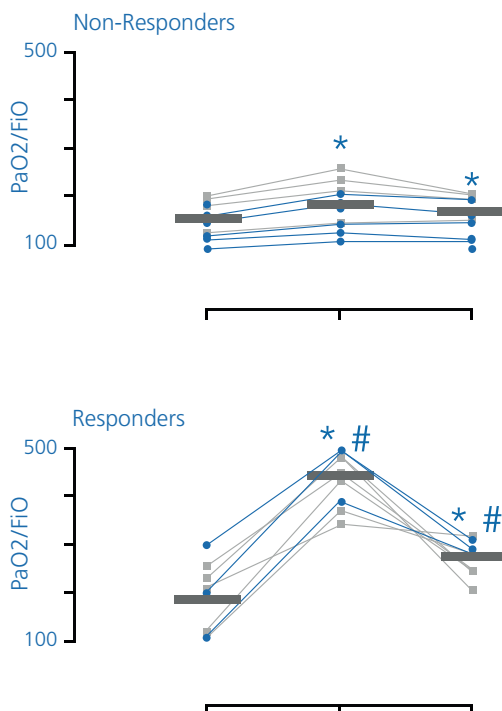 Non-Responders
500
PaO2/FiO
*
*
100
Responders
* #
500
* #
PaO2/FiO
100